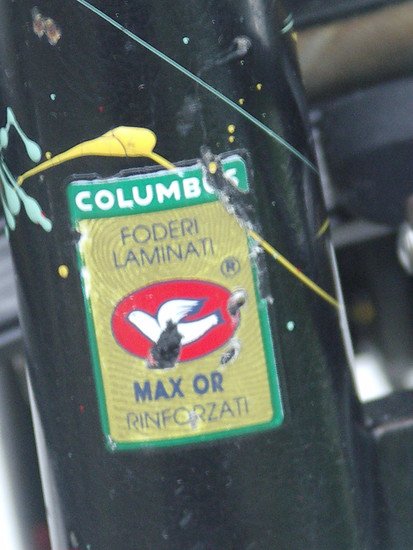 COLUMBUS
FODERI
LAMINATI
®
MAX OR
RINFORZATI